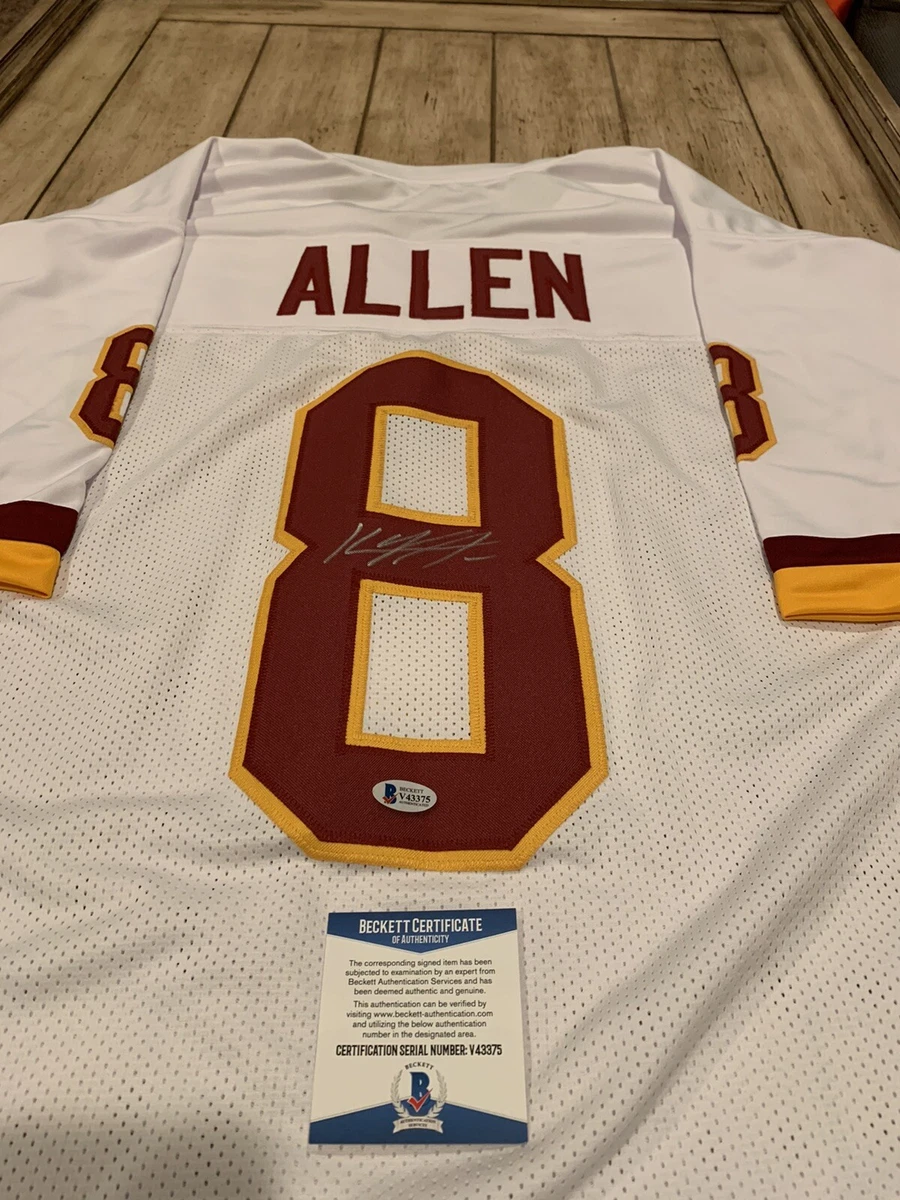 ALLEN
8
8
8
BECKETT
V43375
AUTHENTICATED
BECKETT CERTIFICATE
OF AUTHENTICITY
The corresponding signed item has been
subjected to examination by an expert from
Beckett Authentication Services and has
been deemed authentic and genuine.
This authentication can be verified by
visiting www.beckett-authentication.com
and utilizing the below authentication
number in the designated area.
CERTIFICATION SERIAL NUMBER: V43375
BECKETT
B
AUTHENTICATION
SERVICES